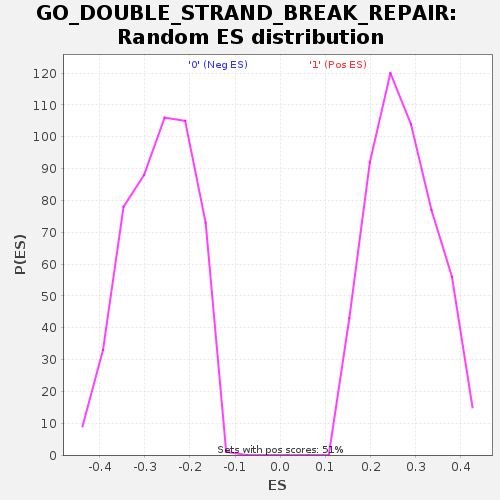 GO_DOUBLE_STRAND_BREAK_REPAIR:
Random ES distribution
'0' (Neg ES) '1' (Pos ES)
120
110
100
90
80
70
60
50
40
30
20
10
0
P(ES)
Sets with pos scores: 51%
-0.4 -0.3 -0.2 -0.1 0.0 0.1 0.2 0.3 0.4
ES